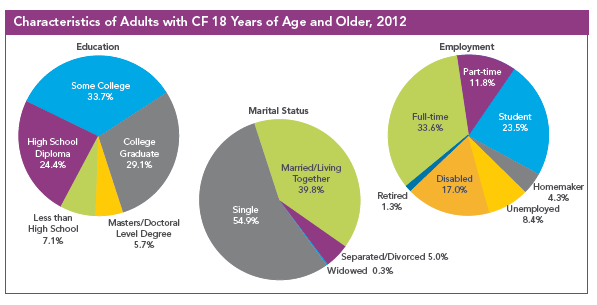 Characteristics of Adults with CF 18 Years of Age and Older, 2012
Education
Some College
33.7%
High School
Diploma
24.4%
College
Graduate
29.1%
Less than
High School
7.1%
Masters/Doctoral
Level Degree
5.7%
Marital Status
Married/Living
Together
39.8%
Single
54.9%
Separated/Divorced 5.0%
Widowed 0.3%
Employment
Part-time
11.8%
Full-time
33.6%
Student
23.5%
Disabled
17.0%
Retired
1.3%
Homemaker
4.3%
Unemployed
8.4%